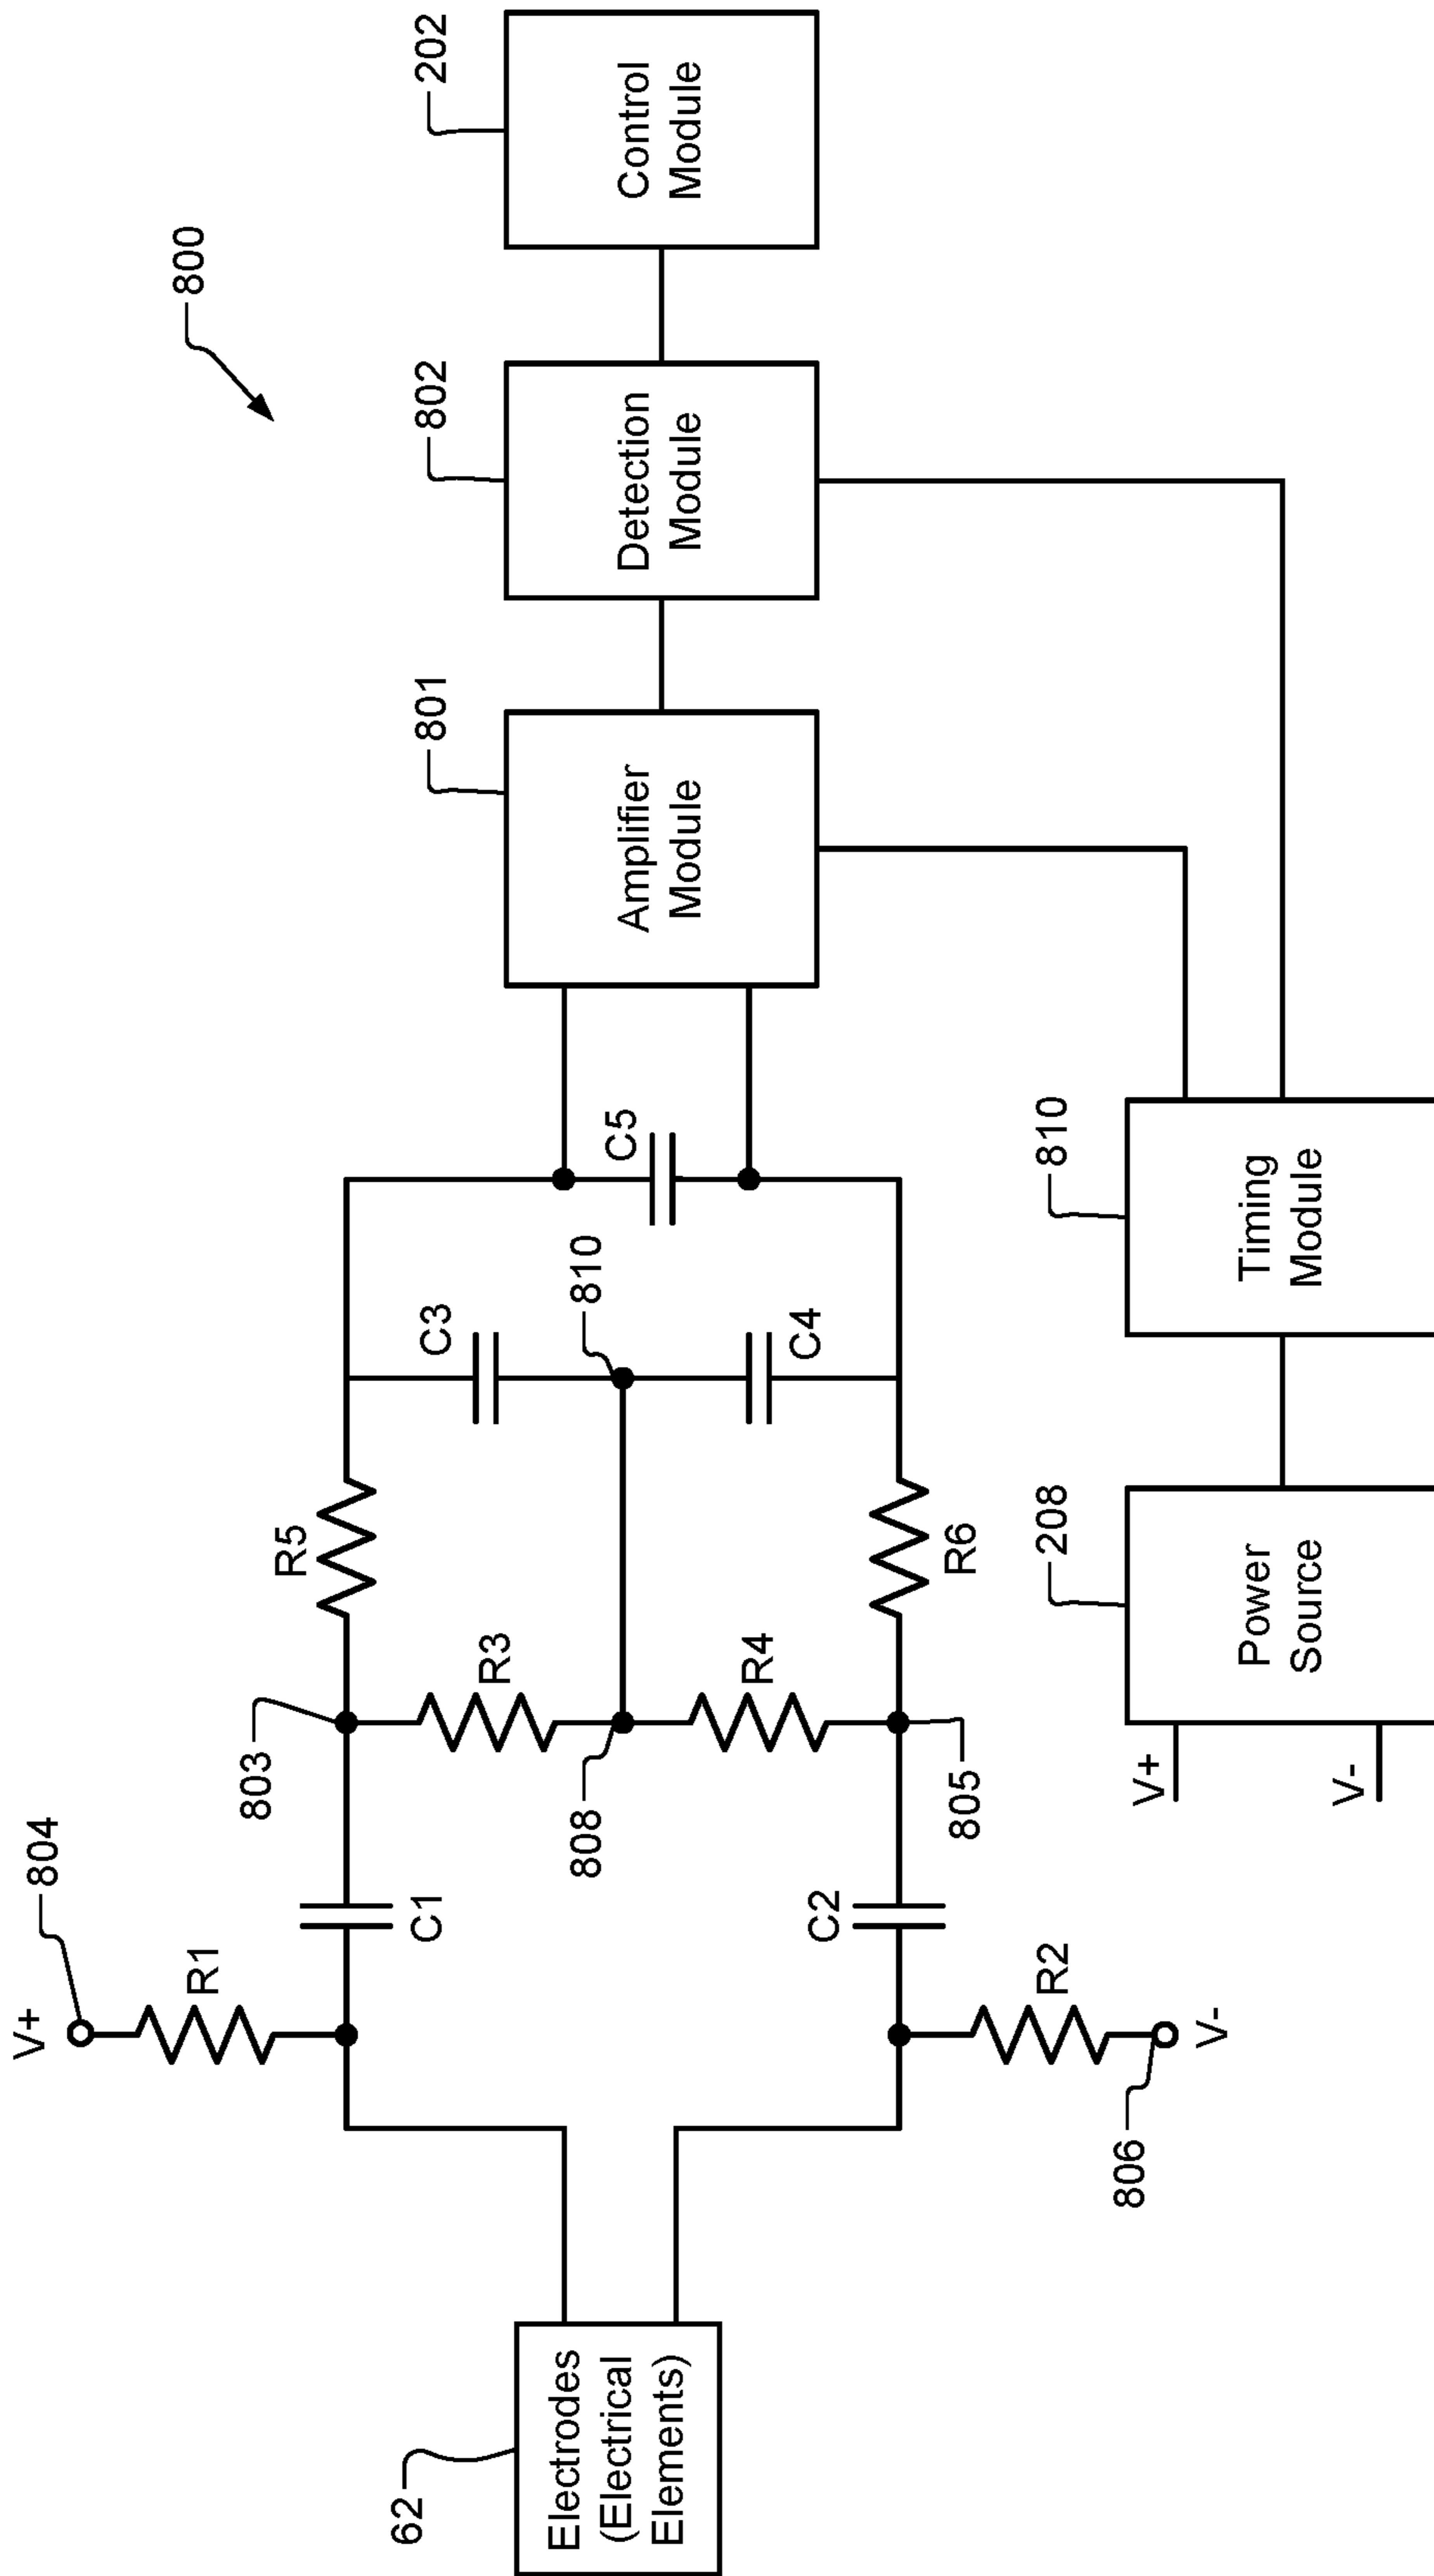 800
V+
804
R1
803
R5
C3
C1
R3
810
C5
808
R4
C4
C2
R6
805
R2
806
V-
62
Electrodes
(Electrical
Elements)
801
Amplifier
Module
802
Detection
Module
202
Control
Module
V+
V-
208
Power
Source
810
Timing
Module